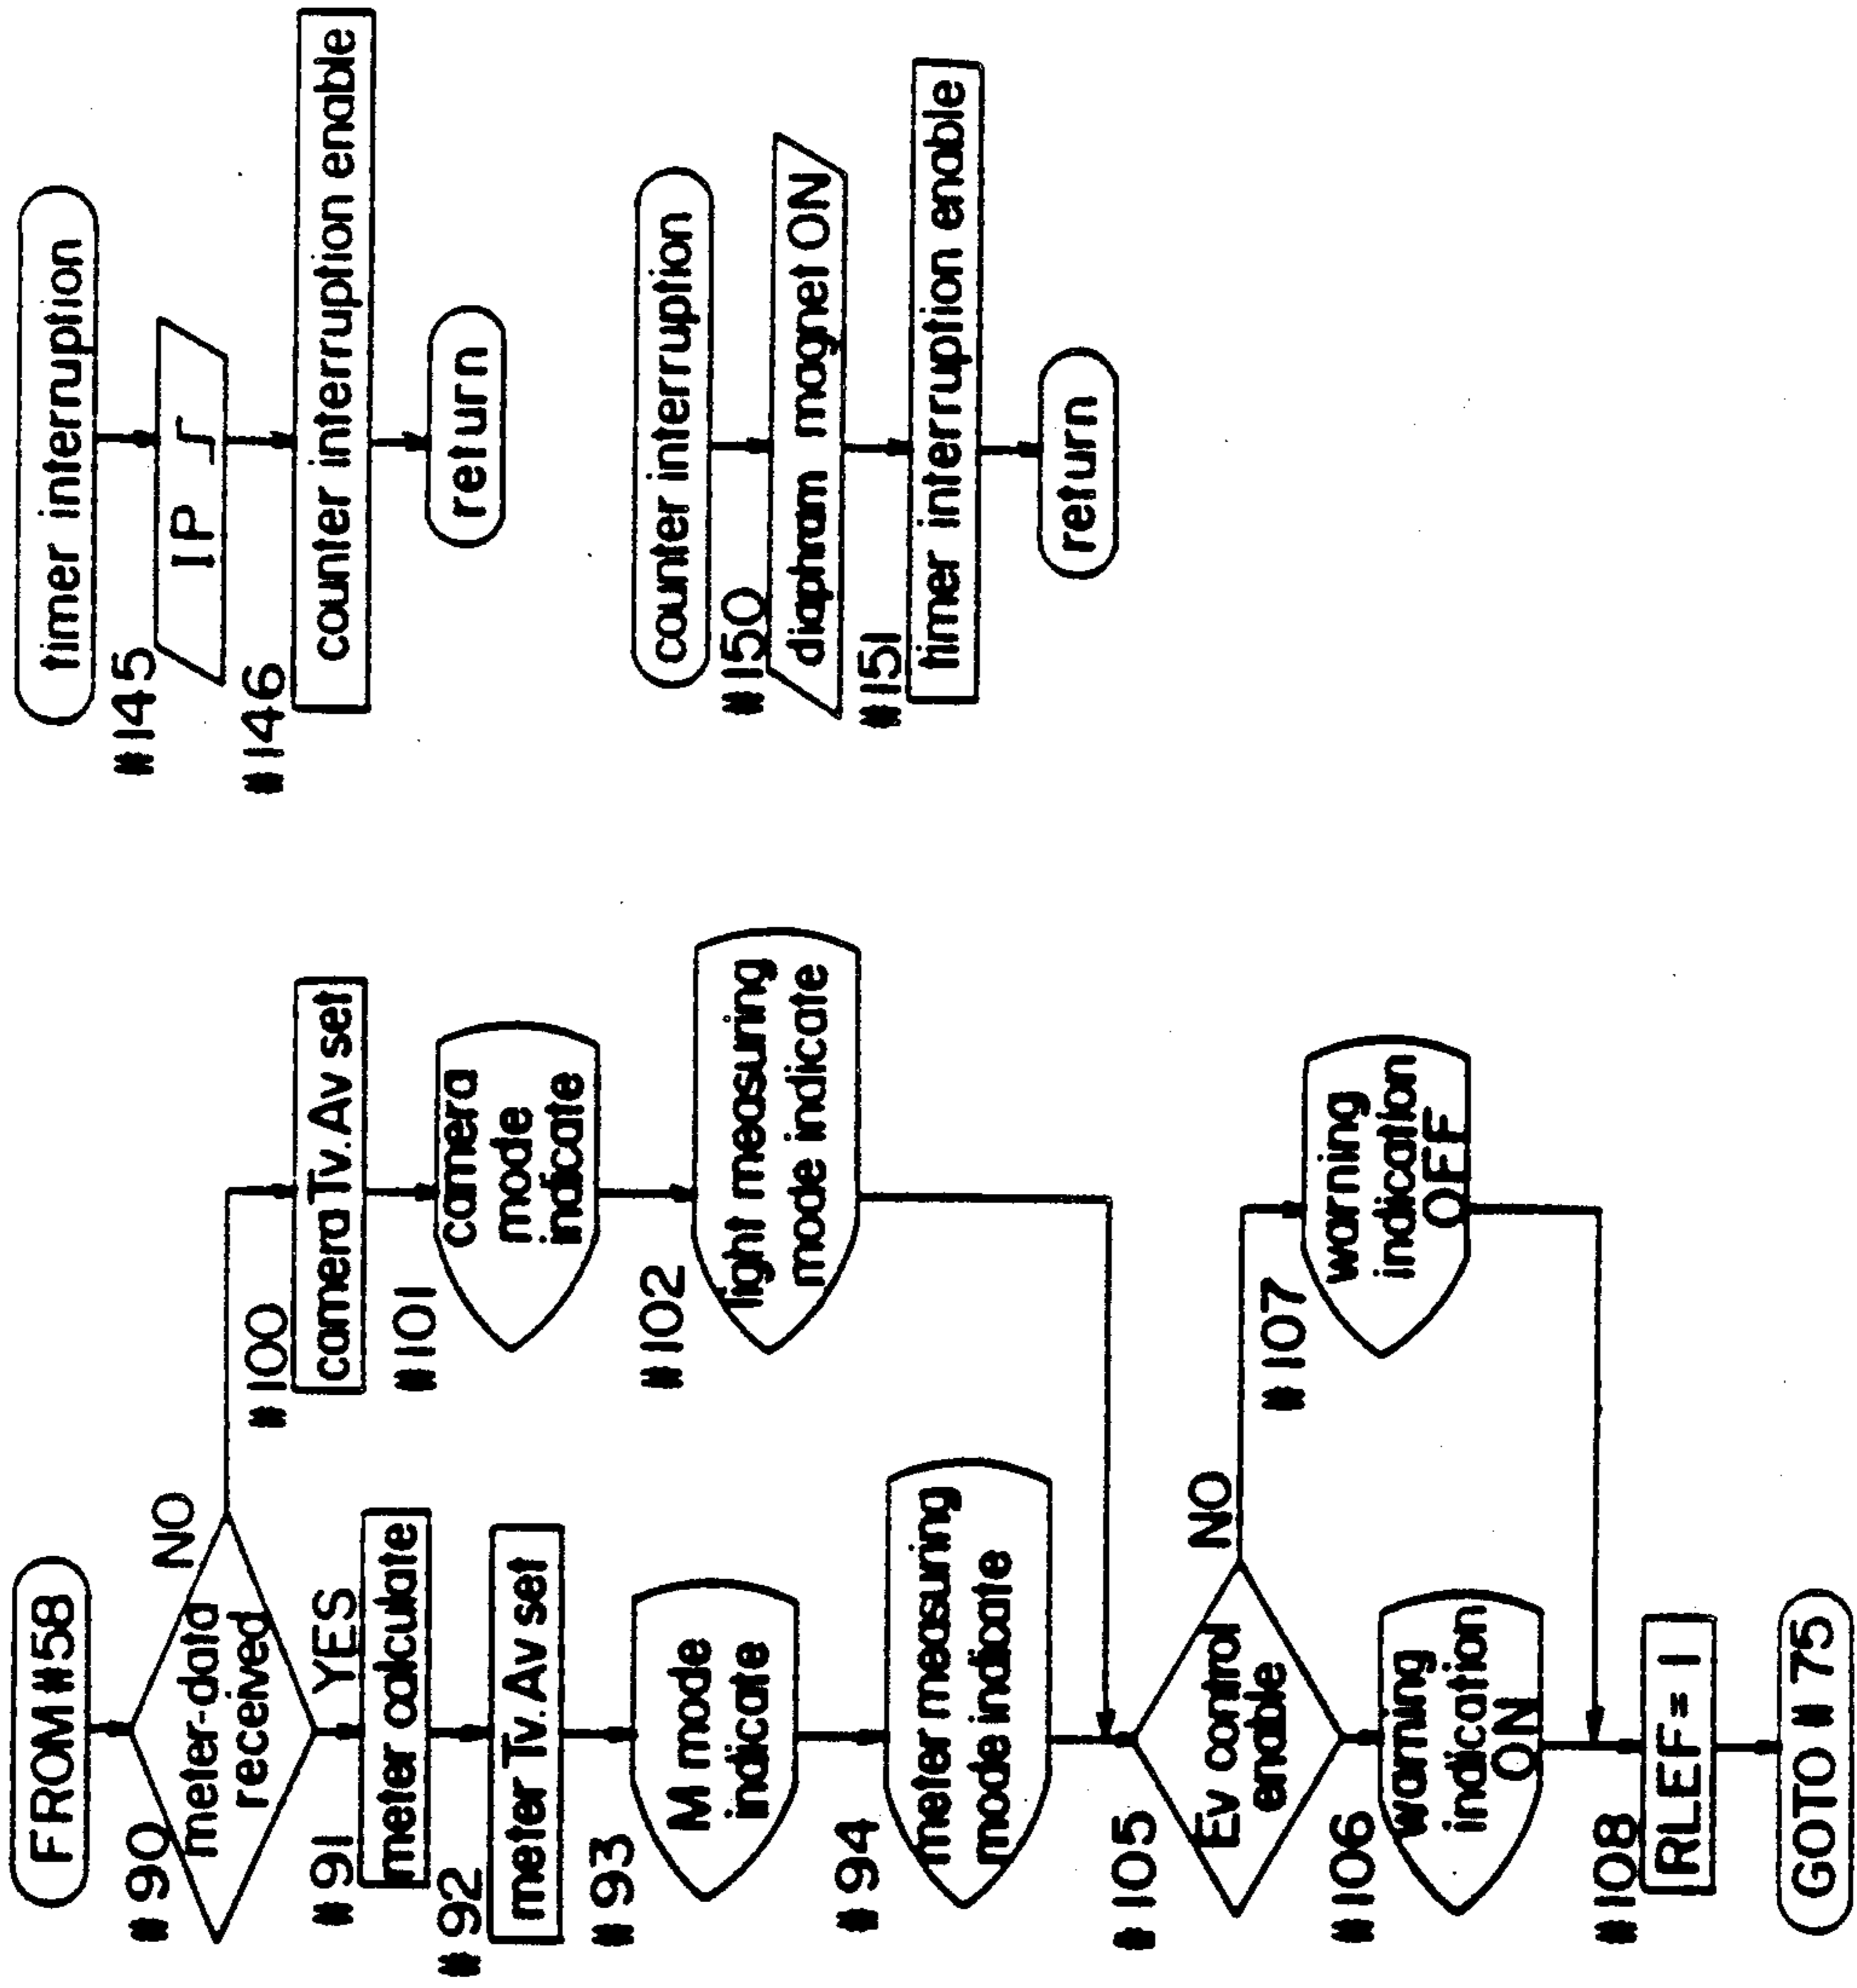 FROM #58
#90
meter-data
received
NO
YES
#91
meter calculate
#92
meter Tv.Av set
#93
M mode
indicate
#94
meter measuring
mode indicate
#100
camera Tv.Av set
#101
camera
mode
indicate
#102
light measuring
mode indicate
#105
Ev control
enable
NO
#106
warning
indication
ON
#107
warning
indication
OFF
#108
RLEF=1
GOTO #75
timer interruption
#145
IP
#146
counter interrruption enable
return
counter interruption
#150
diaphram magnet ON
#151
timer interruption enable
return